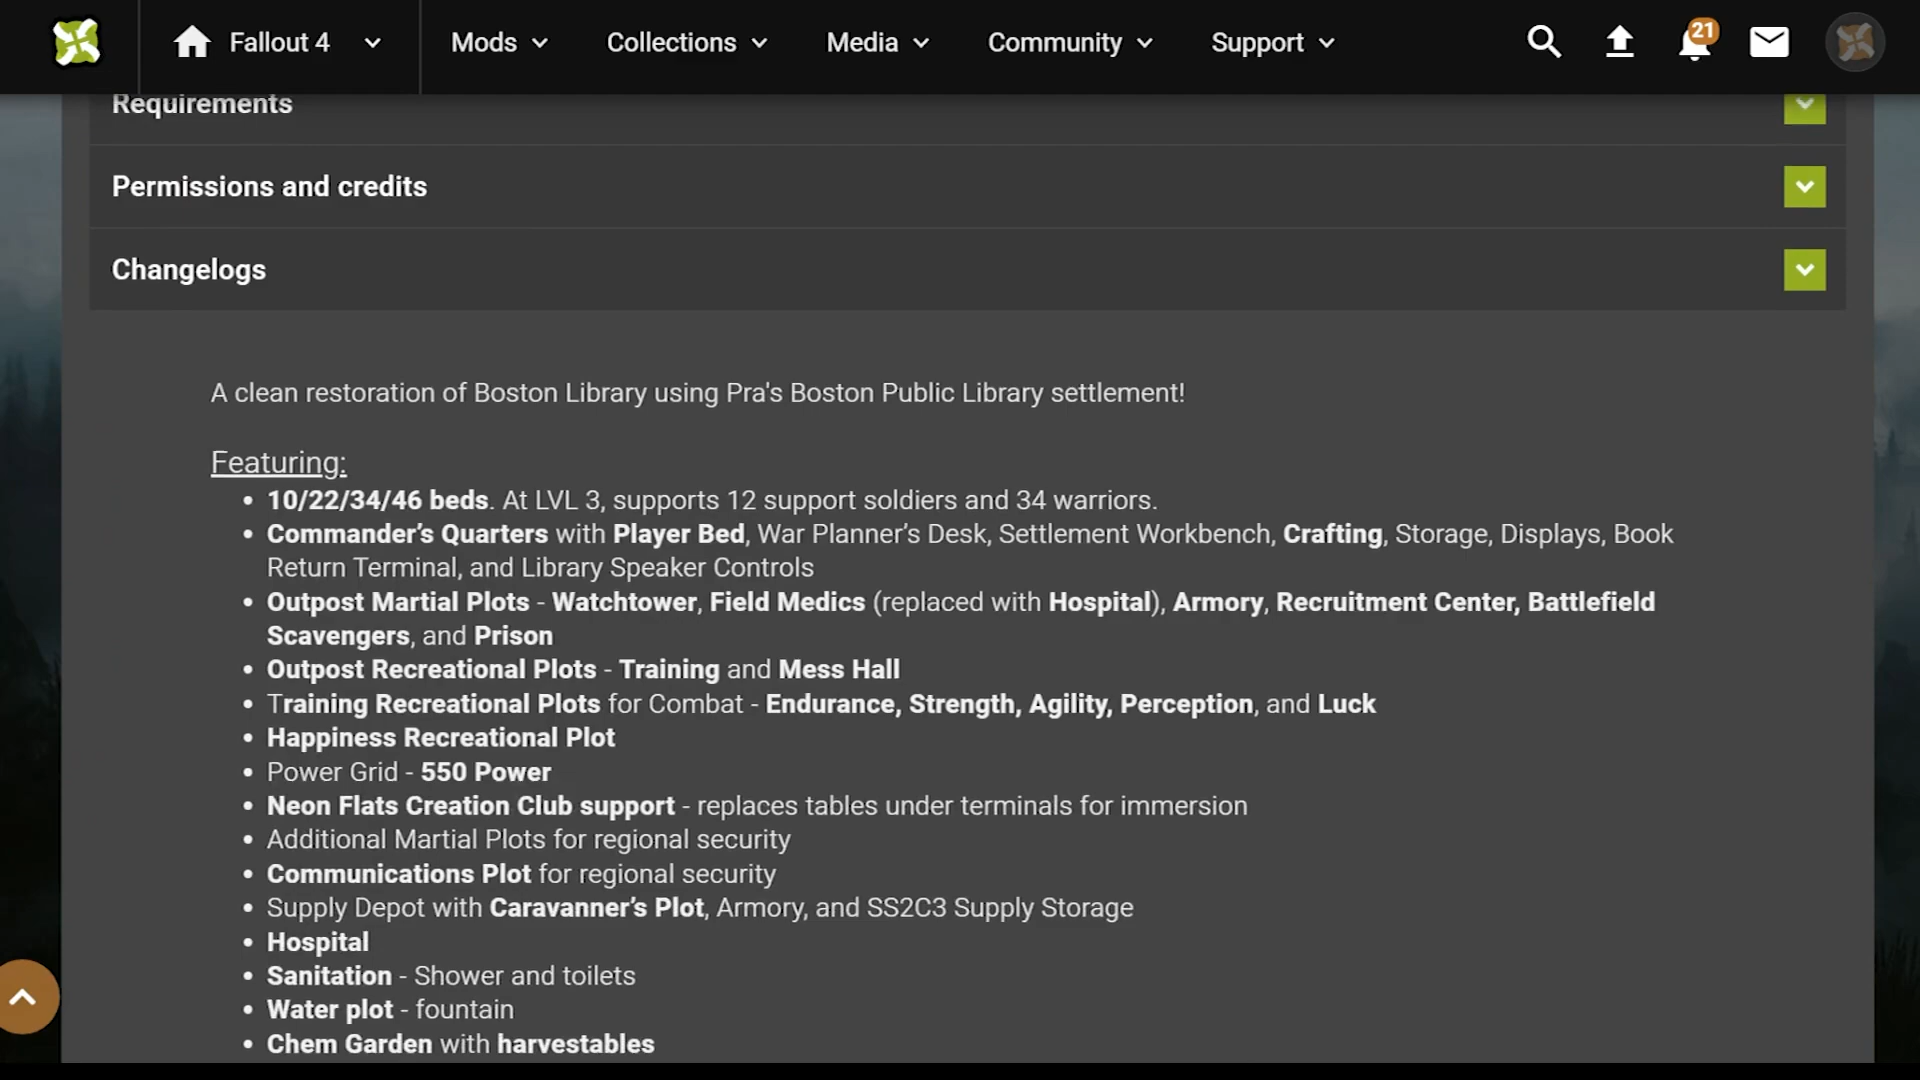 Fallout 4
Mods
Collections
Media
Community
Support
21
Requirements
Permissions and credits
Changelogs
A clean restoration of Boston Library using Pra's Boston Public Library settlement!
Featuring:
• 10/22/34/46 beds. At LVL 3, supports 12 support soldiers and 34 warriors.
• Commander’s Quarters with Player Bed, War Planner’s Desk, Settlement Workbench, Crafting, Storage, Displays, Book
Return Terminal, and Library Speaker Controls
• Outpost Martial Plots - Watchtower, Field Medics (replaced with Hospital), Armory, Recruitment Center, Battlefield
Scavengers, and Prison
• Outpost Recreational Plots - Training and Mess Hall
• Training Recreational Plots for Combat - Endurance, Strength, Agility, Perception, and Luck
• Happiness Recreational Plot
• Power Grid - 550 Power
• Neon Flats Creation Club support - replaces tables under terminals for immersion
• Additional Martial Plots for regional security
• Communications Plot for regional security
• Supply Depot with Caravanner’s Plot, Armory, and SS2C3 Supply Storage
• Hospital
• Sanitation - Shower and toilets
• Water plot - fountain
• Chem Garden with harvestables